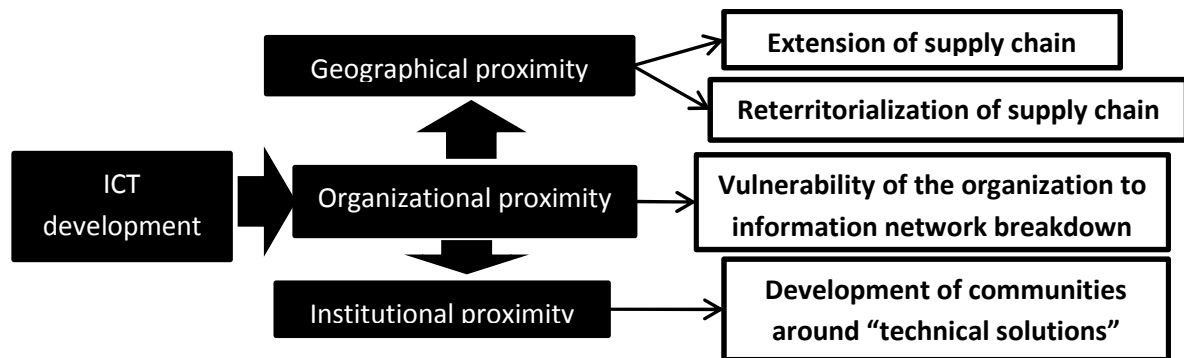 Geographical proximity
Extension of supply chain
Reterritorialization of supply chain
ICT
development
Organizational proximity
Vulnerability of the organization to
information network breakdown
Institutional proximity
Development of communities
around “technical solutions”